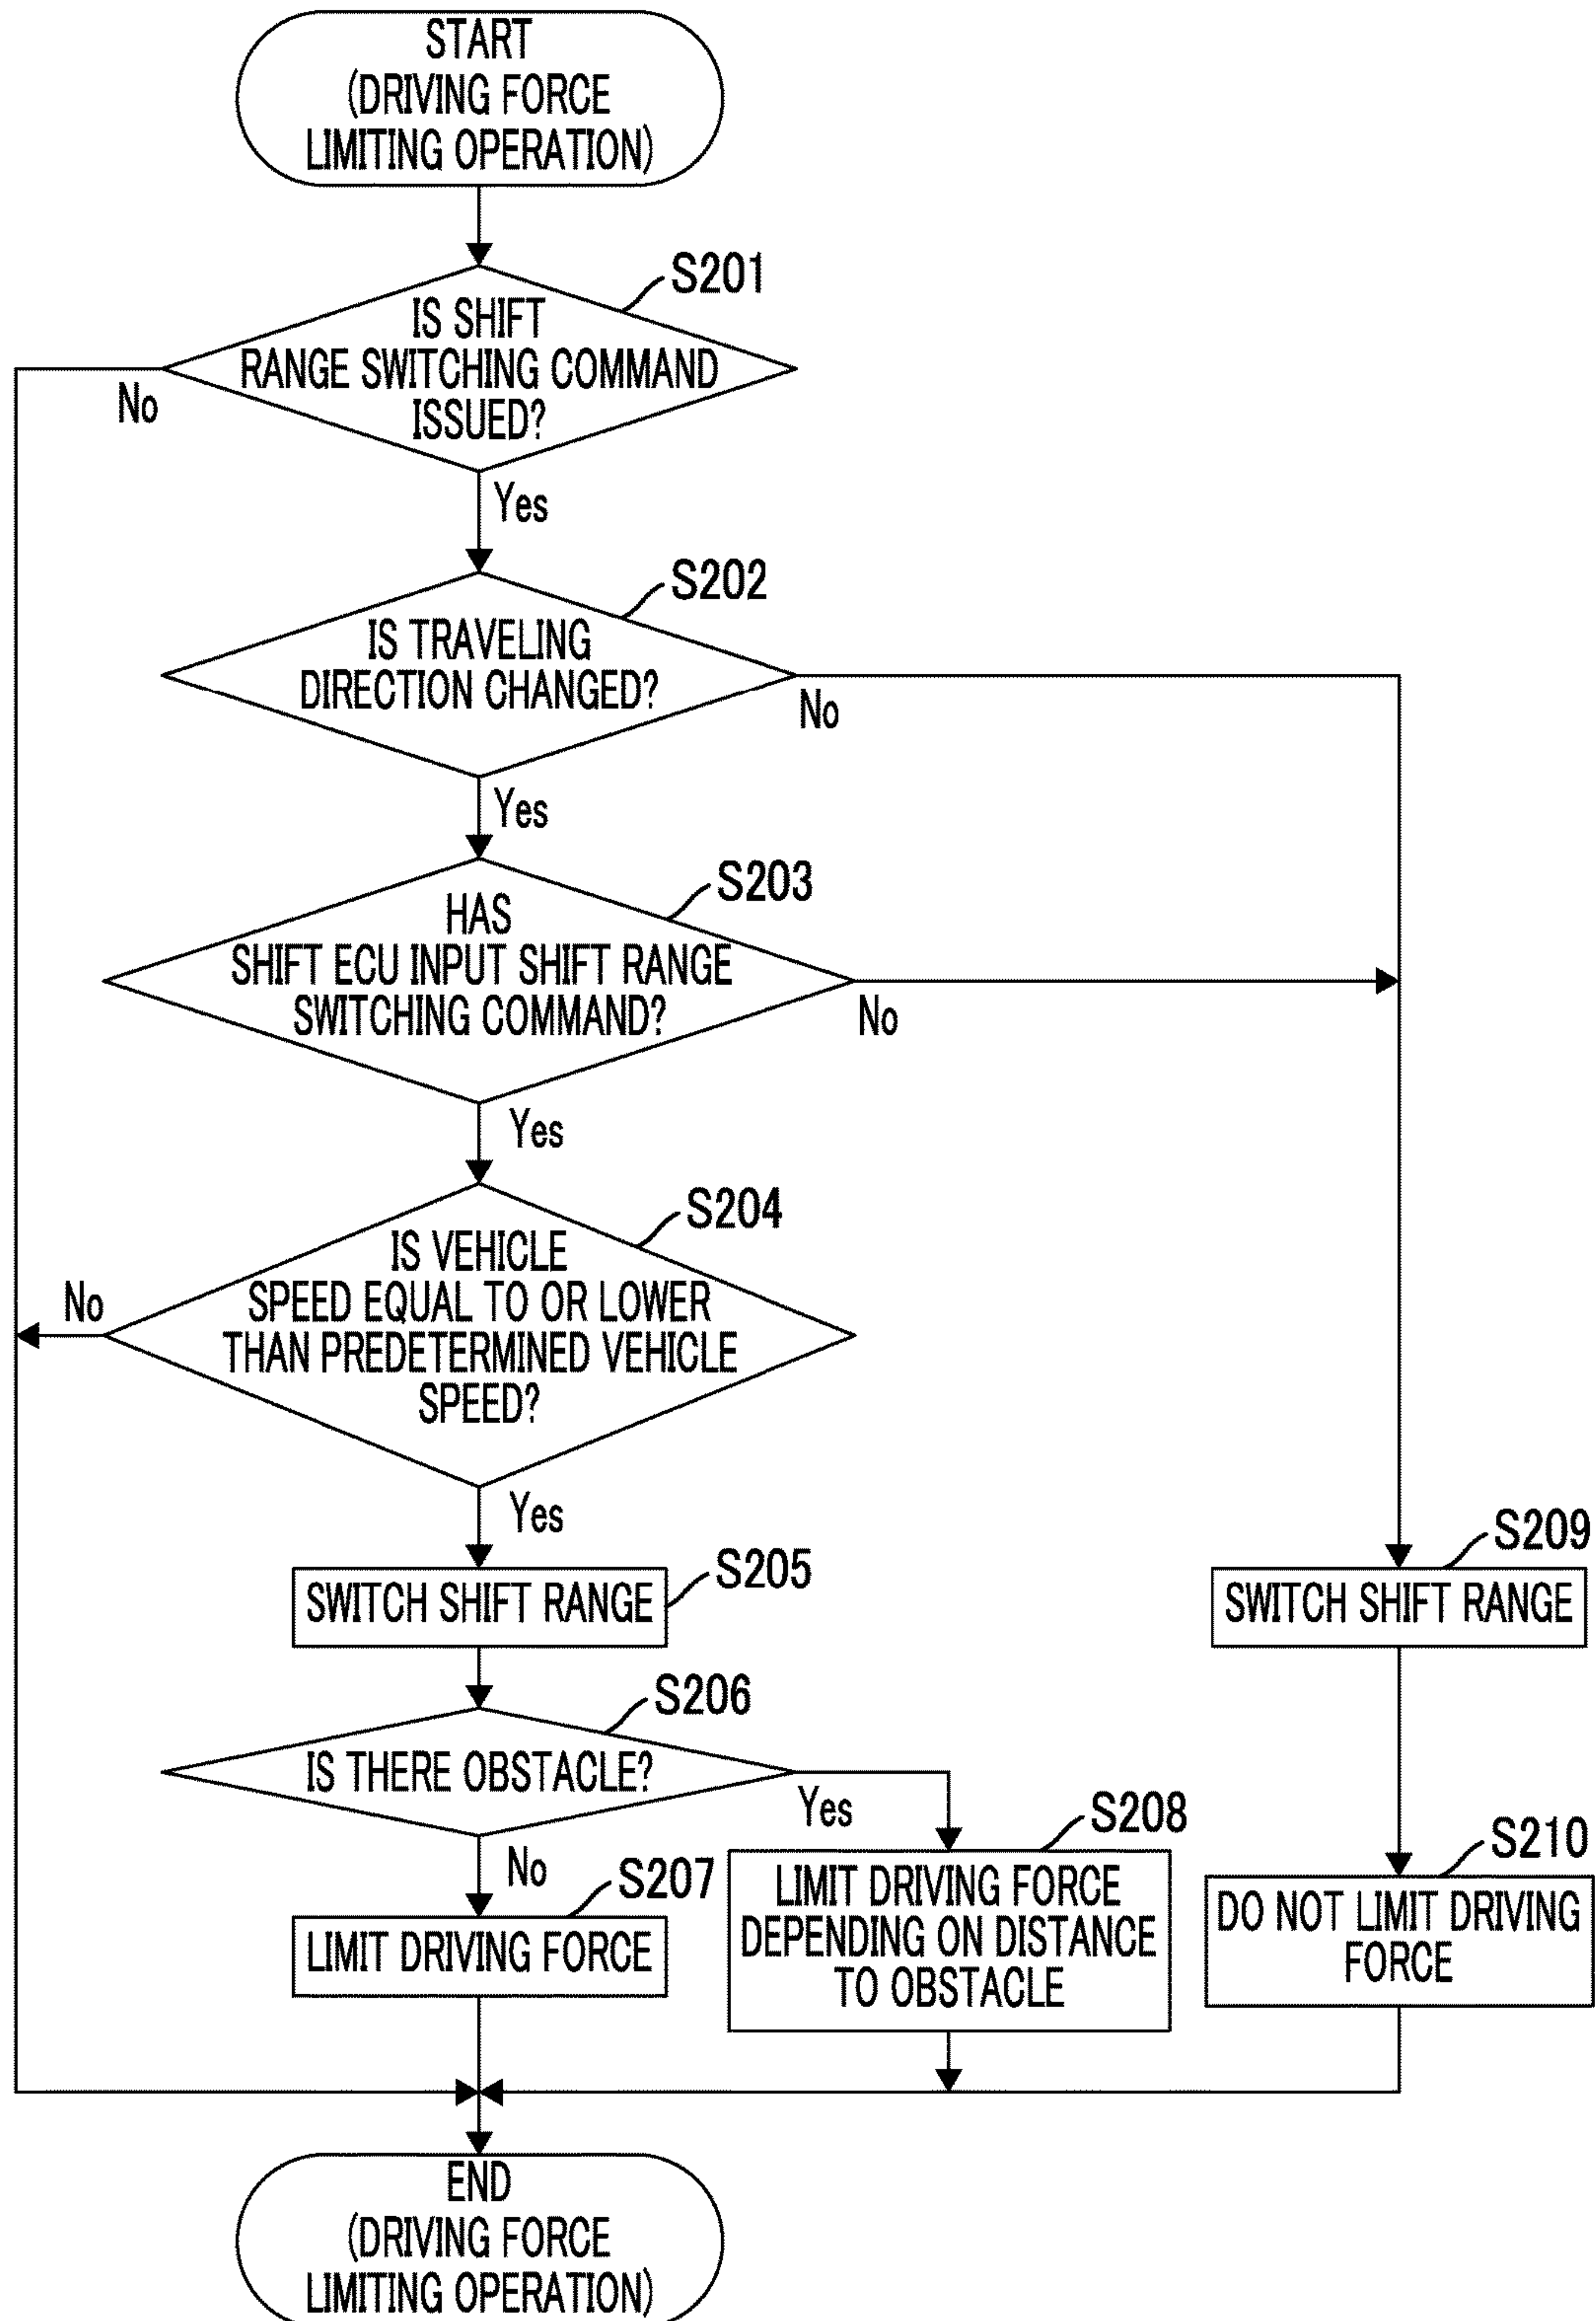 START
(DRIVING FORCE
LIMITING OPERATION)
S201
IS SHIFT
RANGE SWITCHING COMMAND
ISSUED?
No
Yes
S202
IS TRAVELING
DIRECTION CHANGED?
No
Yes
S203
HAS
SHIFT ECU INPUT SHIFT RANGE
SWITCHING COMMAND?
No
Yes
S204
IS VEHICLE
SPEED EQUAL TO OR LOWER
THAN PREDETERMINED VEHICLE
SPEED?
No
Yes
S205
SWITCH SHIFT RANGE
S209
SWITCH SHIFT RANGE
S206
IS THERE OBSTACLE?
Yes
No
S207
LIMIT DRIVING FORCE
S208
LIMIT DRIVING FORCE
DEPENDING ON DISTANCE
TO OBSTACLE
S210
DO NOT LIMIT DRIVING
FORCE
END
(DRIVING FORCE
LIMITING OPERATION)